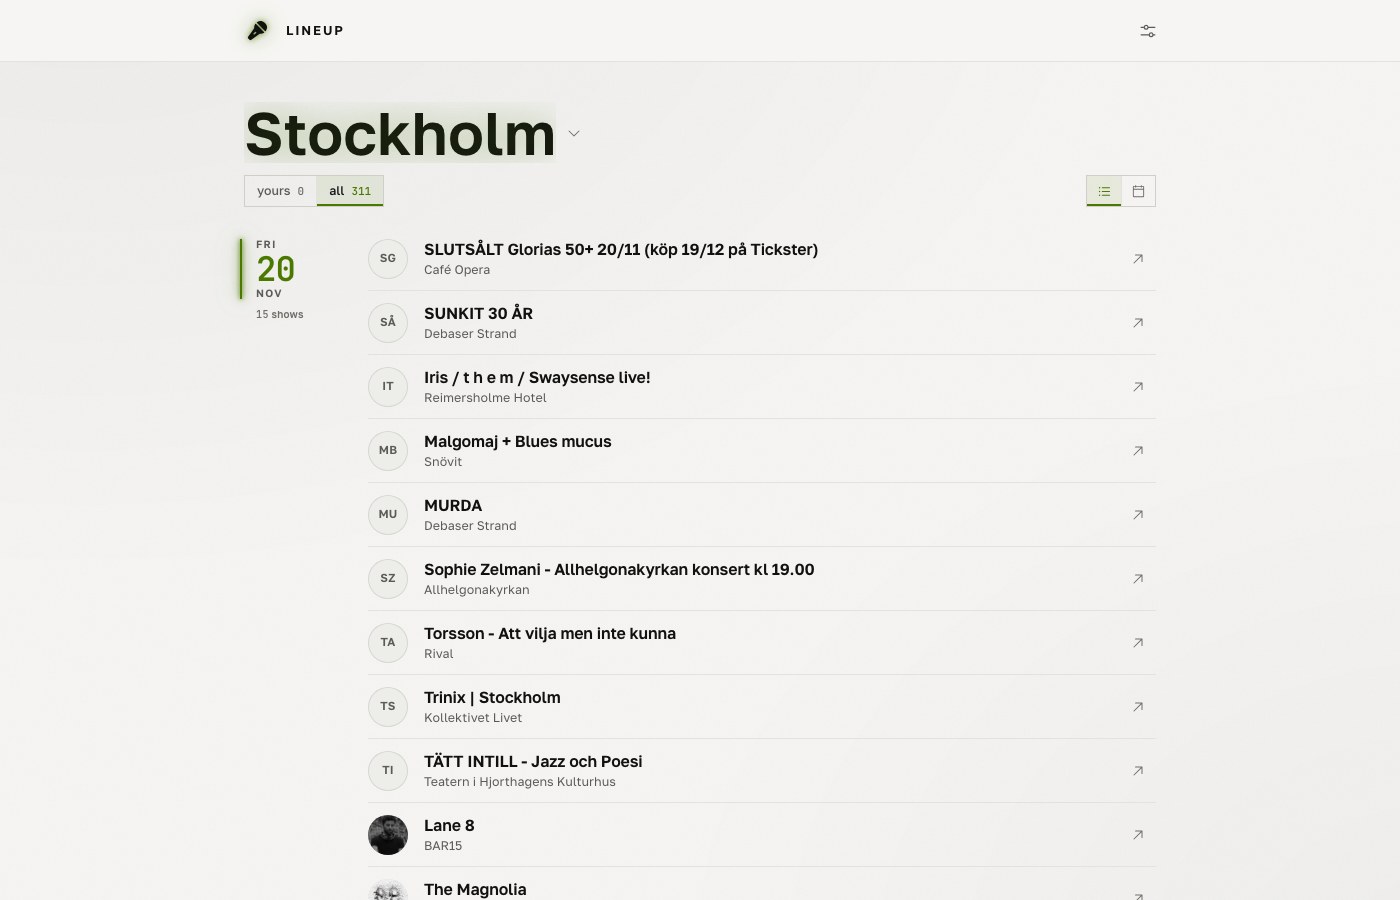 LINEUP
Stockholm
yours 0 all 311
FRI
20
NOV
15 shows
SG
SLUTSÅLT Glorias 50+ 20/11 (köp 19/12 på Tickster)
Café Opera
SÅ
SUNKIT 30 ÅR
Debaser Strand
IT
Iris / t h e m / Swaysense live!
Reimersholme Hotel
MB
Malgomaj + Blues mucus
Snövit
MU
MURDA
Debaser Strand
SZ
Sophie Zelmani - Allhelgonakyrkan konsert kl 19.00
Allhelgonakyrkan
TA
Torsson - Att vilja men inte kunna
Rival
TS
Trinix | Stockholm
Kollektivet Livet
TI
TÄTT INTILL - Jazz och Poesi
Teatern i Hjorthagens Kulturhus
Lane 8
BAR15
The Magnolia